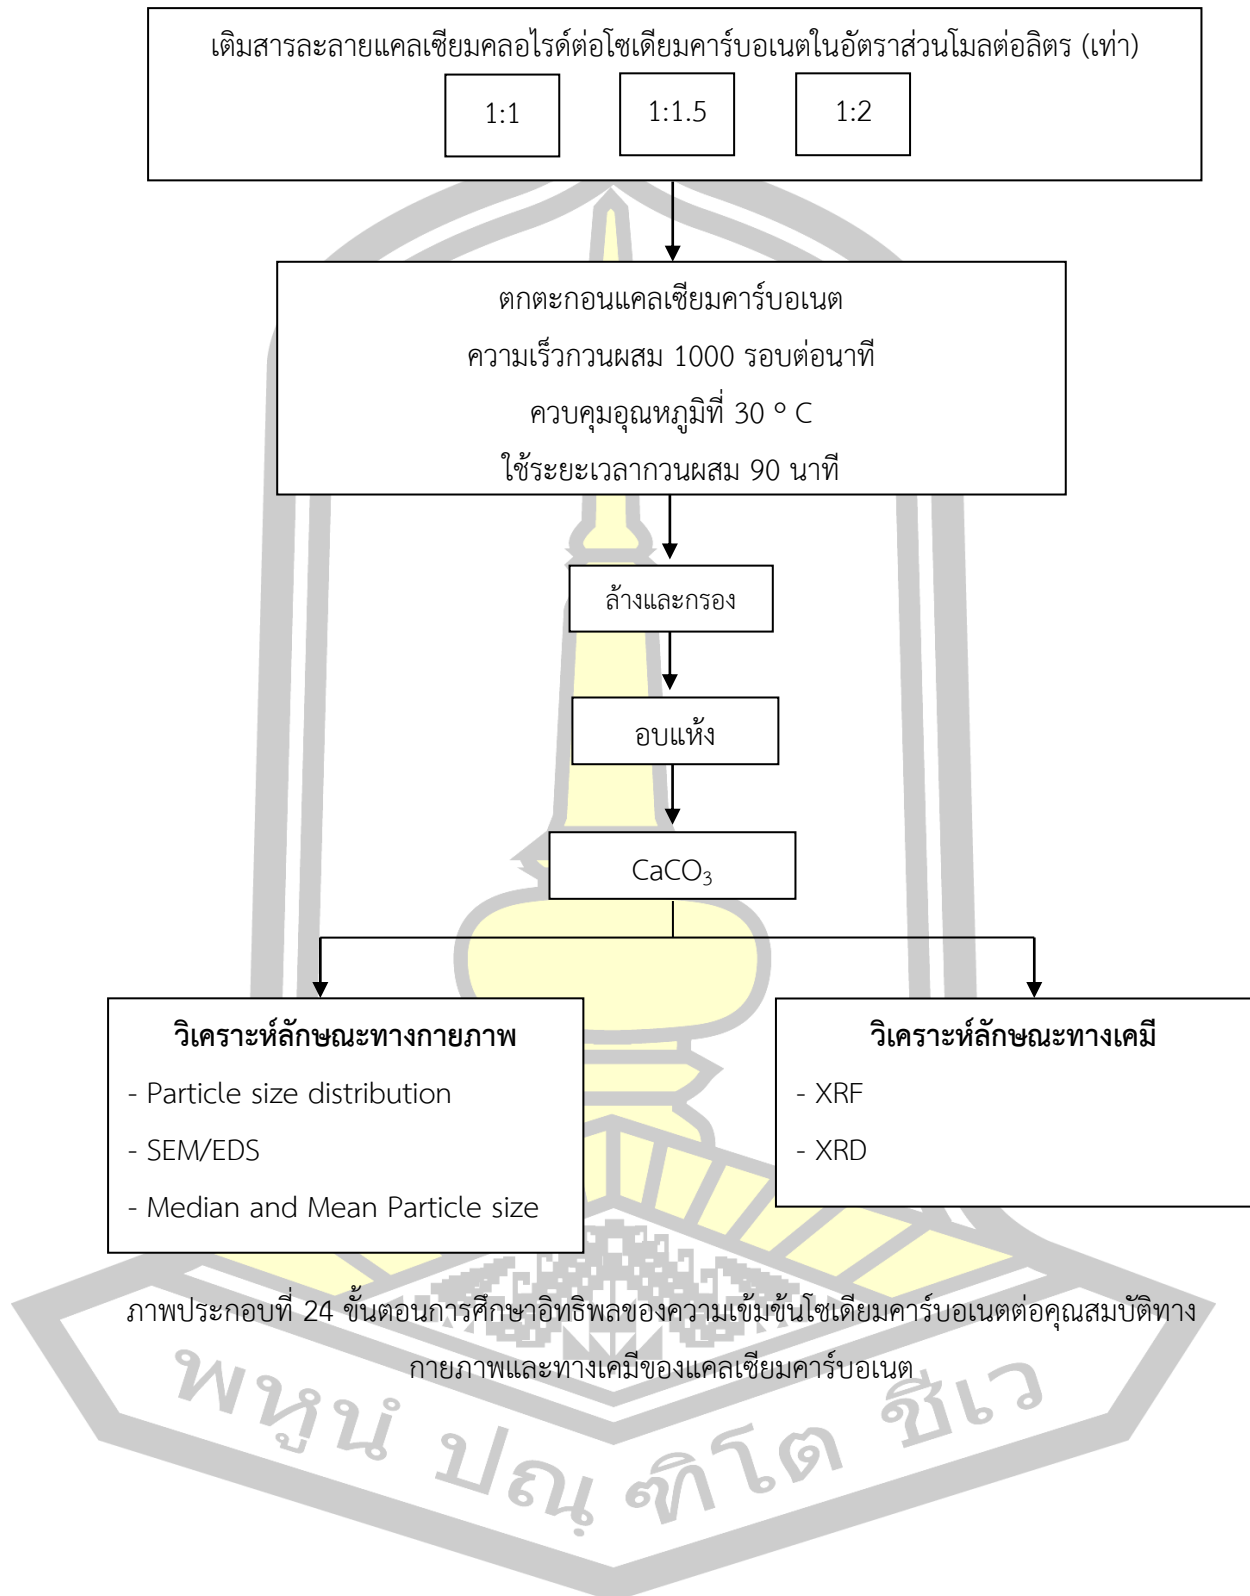 เติมสารละลายแคลเซียมคลอไรด์ต่อโซเดียมคาร์บอเนตในอัตราส่วนโมลต่อลิตร (เท่า)
1:1
1:1.5
1:2
ตกตะกอนแคลเซียมคาร์บอเนต
ความเร็วกวนผสม 1000 รอบต่อนาที
ควบคุมอุณหภูมิที่ 30 ° C
ใช้ระยะเวลากวนผสม 90 นาที
ล้างและกรอง
อบแห้ง
CaCO₃
วิเคราะห์ลักษณะทางกายภาพ
- Particle size distribution
- SEM/EDS
- Median and Mean Particle size
วิเคราะห์ลักษณะทางเคมี
- XRF
- XRD
ภาพประกอบที่ 24 ขั้นตอนการศึกษาอิทธิพลของความเข้มข้นโซเดียมคาร์บอเนตต่อคุณสมบัติทาง
กายภาพและทางเคมีของแคลเซียมคาร์บอเนต
พหูนํ ปณฺฑิโต ชีเว